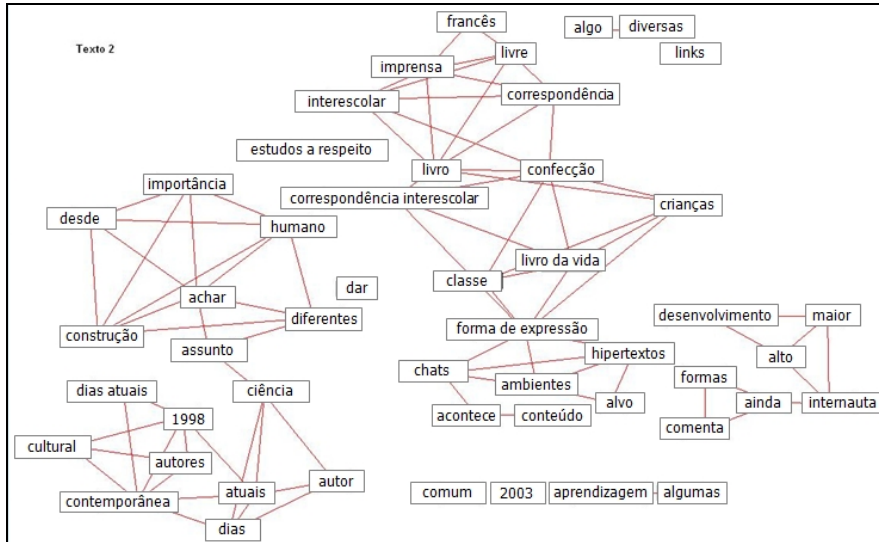 francês
algo
diversas
Texto 2
livre
links
imprensa
interescolar
correspondência
estudos a respeito
livro
confecção
importância
correspondência interescolar
crianças
desde
humano
livro da vida
classe
dar
achar
diferentes
desenvolvimento
maior
construção
assunto
forma de expressão
hipertextos
alto
chats
formas
dias atuais
ciência
ambientes
alvo
ainda
internauta
1998
acontece
conteúdo
comenta
cultural
autores
autor
atuais
contemporânea
comum
2003
aprendizagem
algumas
dias